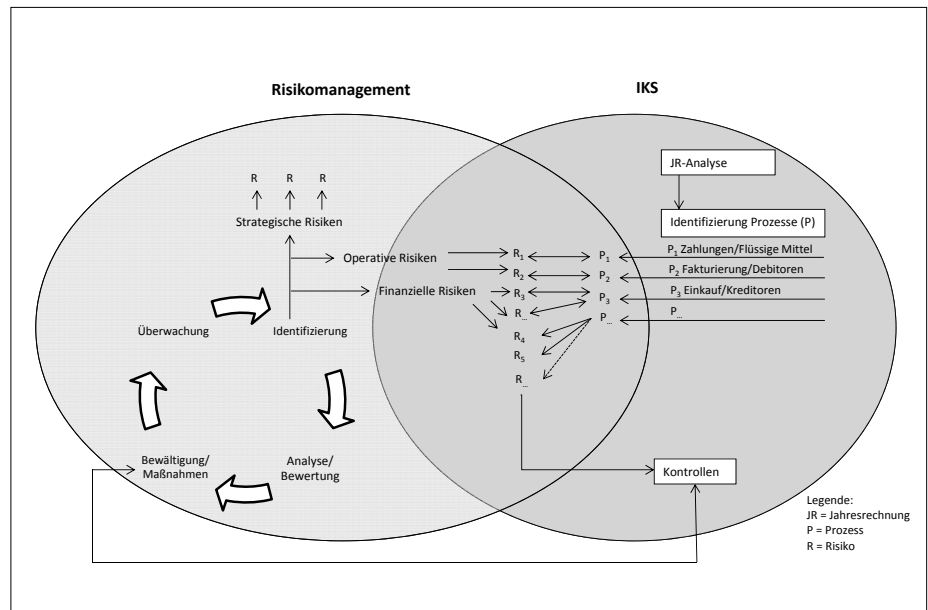 Risikomanagement
IKS
R R R
Strategische Risiken
Operative Risiken
Finanzielle Risiken
Überwachung
Identifizierung
Bewältigung/
Maßnahmen
Analyse/
Bewertung
R1
R2
R3
R...
R4
R5
R...
P1
P2
P3
P...
JR-Analyse
Identifizierung Prozesse (P)
P1 Zahlungen/Flüssige Mittel
P2 Fakturierung/Debitoren
P3 Einkauf/Kreditoren
P...
Kontrollen
Legende:
JR = Jahresrechnung
P = Prozess
R = Risiko